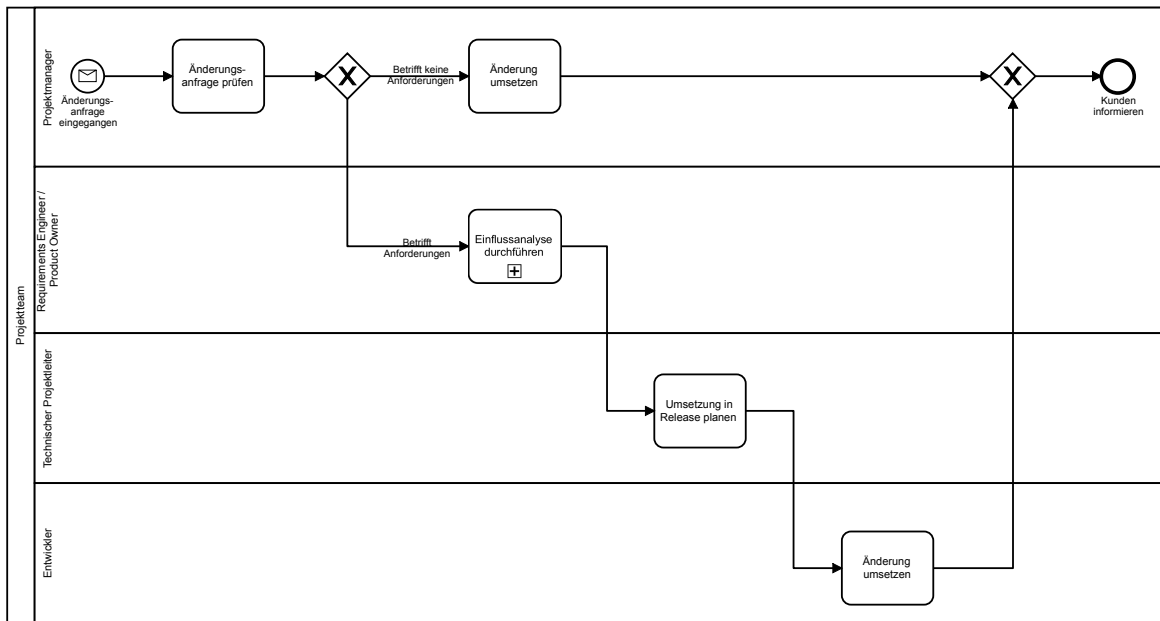 Projektteam
Projektmanager
Änderungs-
anfrage
eingegangen
Änderungs-
anfrage prüfen
X
Betrifft keine
Anforderungen
Änderung
umsetzen
X
Kunden
informieren
Requirements Engineer /
Product Owner
Betrifft
Anforderungen
Einflussanalyse
durchführen
Technischer Projektleiter
Umsetzung in
Release planen
Entwickler
Änderung
umsetzen